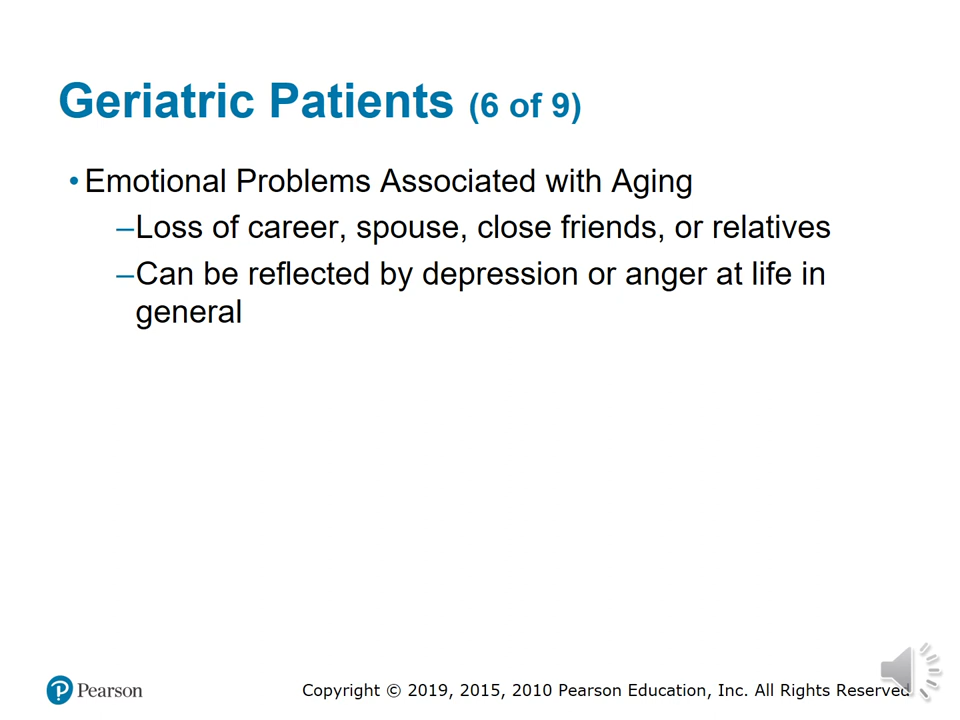 Geriatric Patients (6 of 9)
• Emotional Problems Associated with Aging
–Loss of career, spouse, close friends, or relatives
–Can be reflected by depression or anger at life in
general
Pearson
Copyright © 2019, 2015, 2010 Pearson Education, Inc. All Rights Reserved